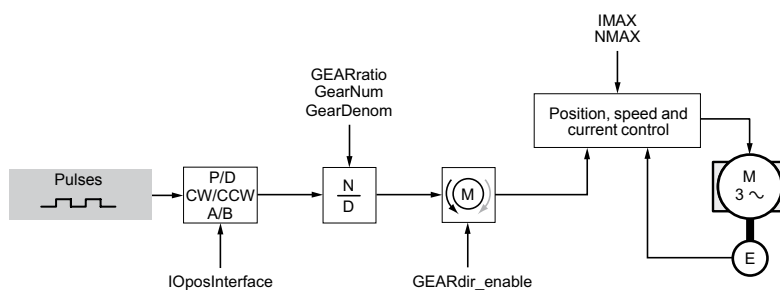 IMAX
NMAX
GEARratio
GearNum
GearDenom
Position, speed and
current control
Pulses
P/D
CW/CCW
A/B
N
D
M
M
3 ~
E
IOposInterface
GEARdir_enable